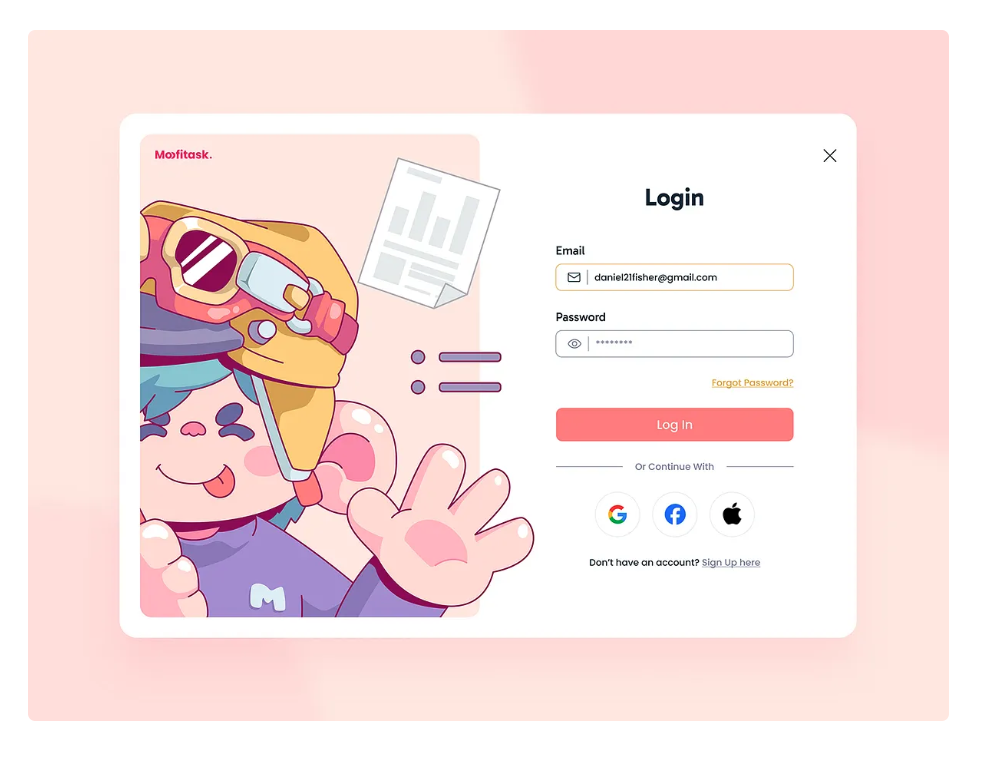 Moofitask.
Login
Email
daniel21fisher@gmail.com
Password
********
Forgot Password?
Log In
Or Continue With
Don't have an account? Sign Up here
M